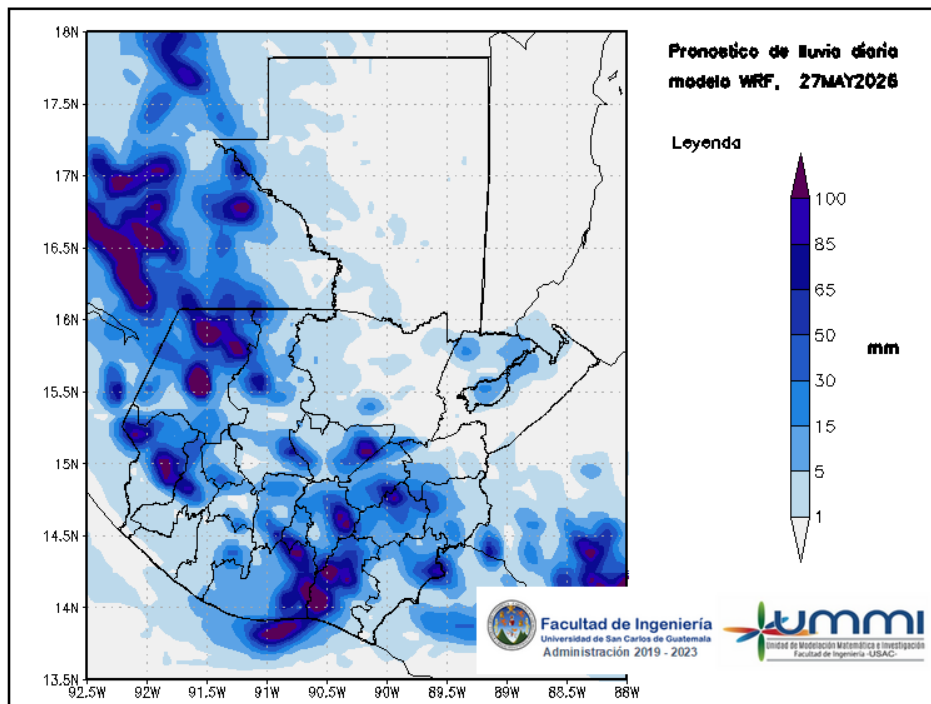 Pronostico de lluvia diaria
modelo WRF, 27MAY2026
Leyenda
100
85
65
50
30
15
5
1
mm
18N
17.5N
17N
16.5N
16N
15.5N
15N
14.5N
14N
13.5N
92.5W
92W
91.5W
91W
90.5W
90W
89.5W
89W
88.5W
88W
Facultad de Ingeniería
Universidad de San Carlos de Guatemala
Administración 2019 - 2023
UMMI
Unidad de Modelación Matemática e Investigación
Facultad de Ingeniería -USAC-